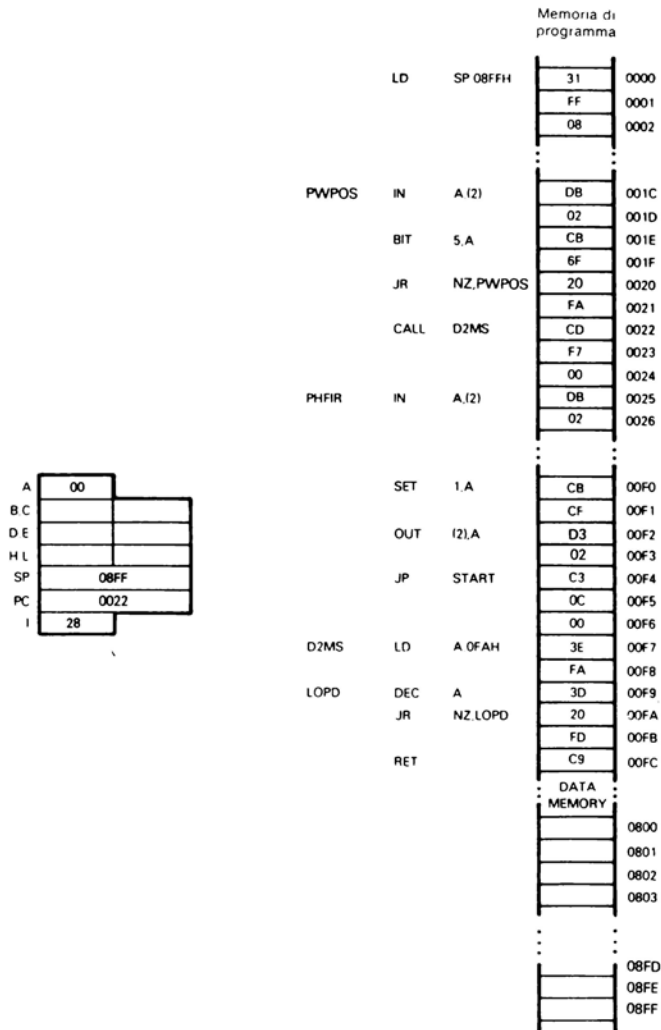 Memoria di
programma
LD SP 08FFH 31 0000
FF 0001
08 0002
PWPOS IN A (2) DB 001C
02 001D
BIT 5,A CB 001E
6F 001F
JR NZ,PWPOS 20 0020
FA 0021
CALL D2MS CD 0022
F7 0023
00 0024
PHFIR IN A,(2) DB 0025
02 0026
A 00
B C
D E
H L
SP 08FF
PC 0022
I 28
SET 1,A CB 00F0
CF 00F1
OUT (2),A D3 00F2
02 00F3
JP START C3 00F4
0C 00F5
00 00F6
D2MS LD A 0FAH 3E 00F7
FA 00F8
LOPD DEC A 3D 00F9
JR NZ,LOPD 20 00FA
FD 00FB
RET C9 00FC
DATA
MEMORY
0800
0801
0802
0803
08FD
08FE
08FF